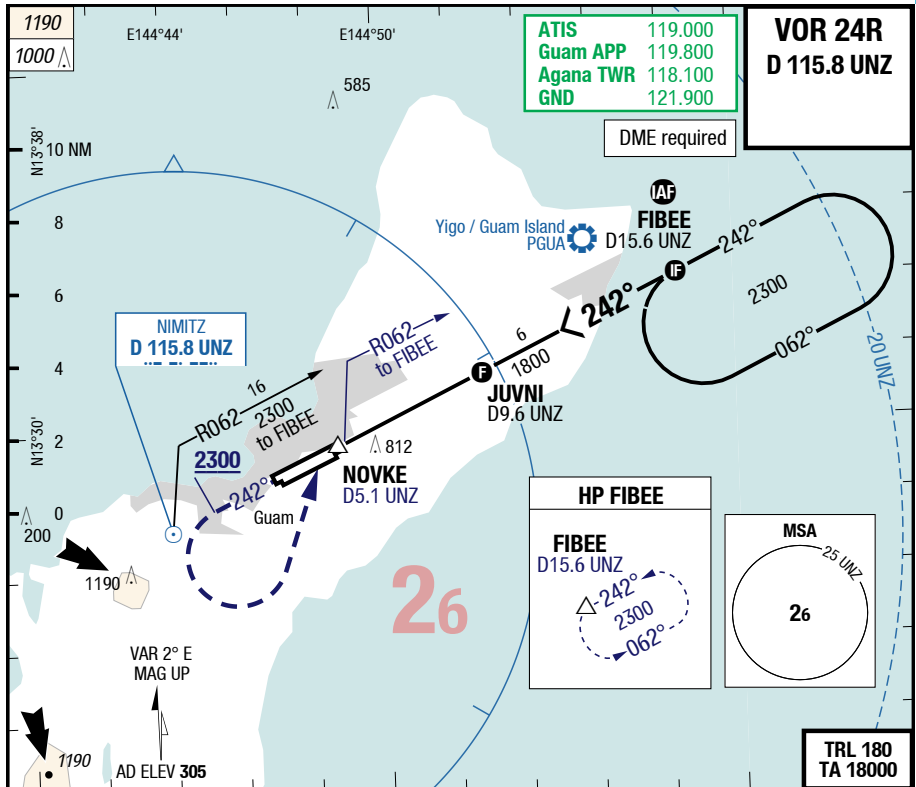 1190
1000
E144°44'
E144°50'
ATIS 119.000
Guam APP 119.800
Agana TWR 118.100
GND 121.900
VOR 24R
D 115.8 UNZ
DME required
585
N13°38'
10 NM
8
6
4
2
0
N13°30'
IAF
FIBEE
D15.6 UNZ
Yigo / Guam Island
PGUA
242°
IF
2300
062°
242°
20 UNZ
6
1800
F
JUVNI
D9.6 UNZ
NIMITZ
D 115.8 UNZ
R062
to FIBEE
R062 16
2300
to FIBEE
2300
242°
812
NOVKE
D5.1 UNZ
Guam
200
1190
26
HP FIBEE
FIBEE
D15.6 UNZ
242°
2300
062°
MSA
25 UNZ
26
VAR 2° E
MAG UP
1190
AD ELEV 305
TRL 180
TA 18000